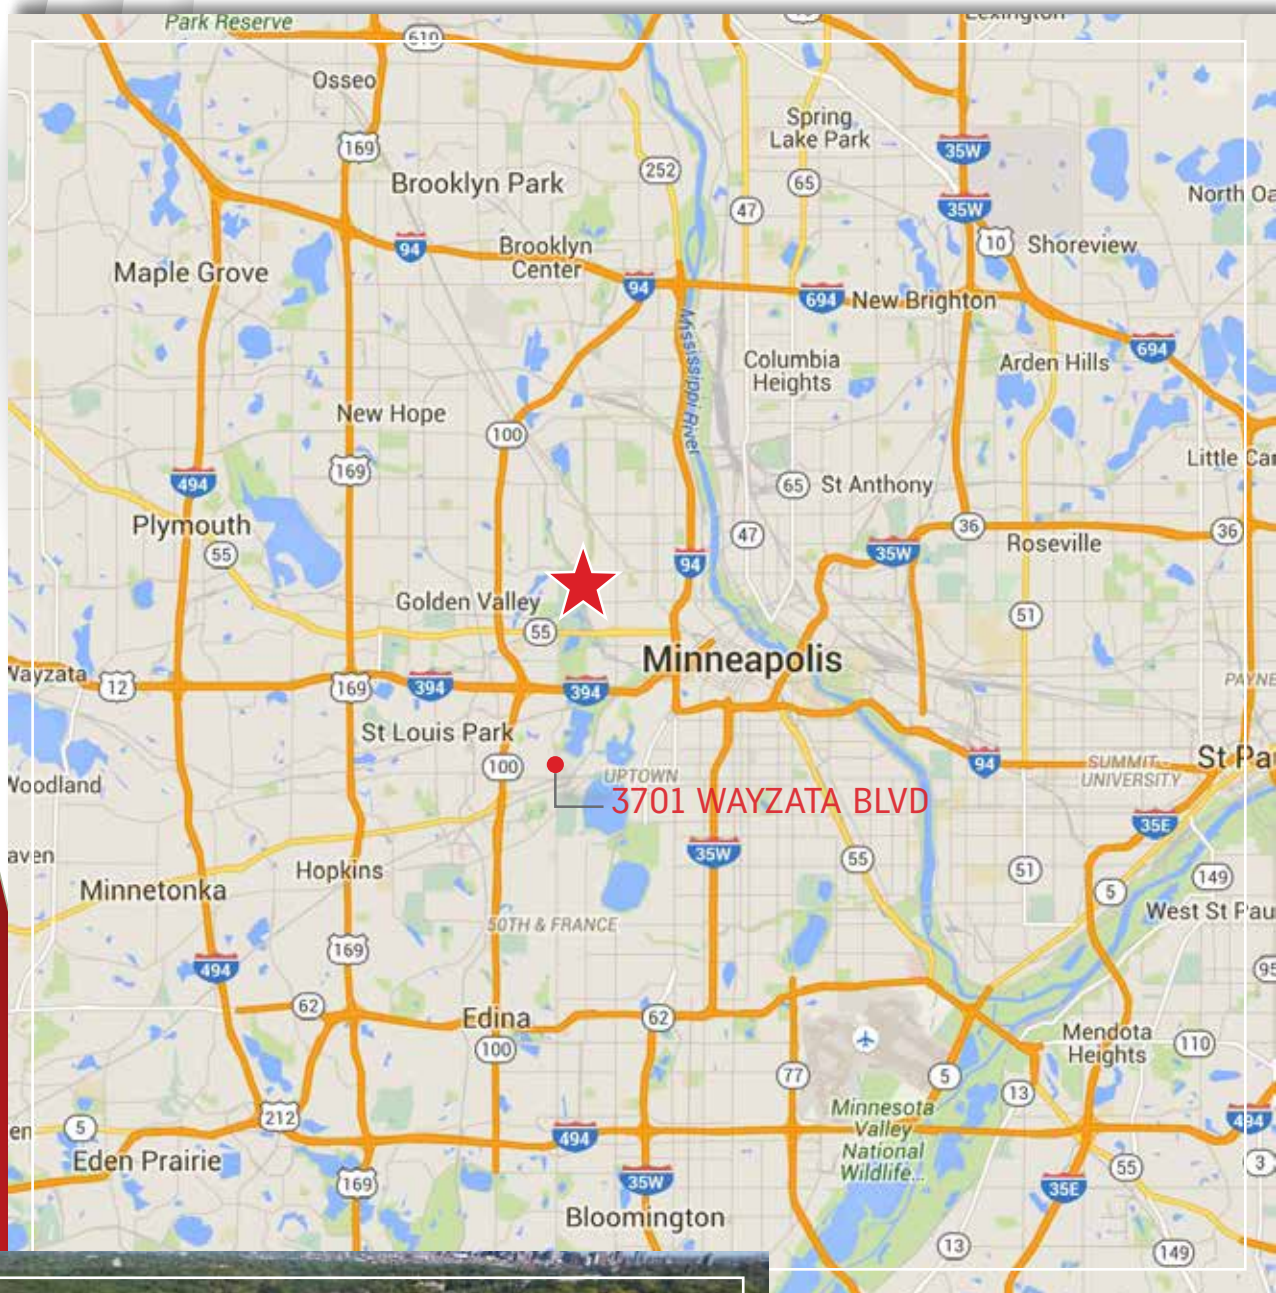 Park Reserve
610
Lexington
Osseo
Spring
Lake Park
169
35W
252
Brooklyn Park
65
North Oa
47
35W
10
Shoreview
94
Brooklyn
Center
Maple Grove
94
694
New Brighton
Mississippi River
694
Columbia
Heights
Arden Hills
New Hope
100
169
Little Ca
494
65
St Anthony
Plymouth
36
36
47
35W
Roseville
55
94
Golden Valley
51
55
Minneapolis
Wayzata
12
169
394
394
PAYNE
St Louis Park
100
UPTOWN
94
SUMMIT-
UNIVERSITY
St Pa
Woodland
3701 WAYZATA BLVD
35E
35W
55
aven
Hopkins
51
149
Minnetonka
5
West St Pau
50TH & FRANCE
169
494
95
62
Edina
62
100
Mendota
Heights
110
77
5
13
Minnesota
Valley
National
Wildlife...
212
494
494
en
5
Eden Prairie
55
3
169
35W
35E
Bloomington
13
149